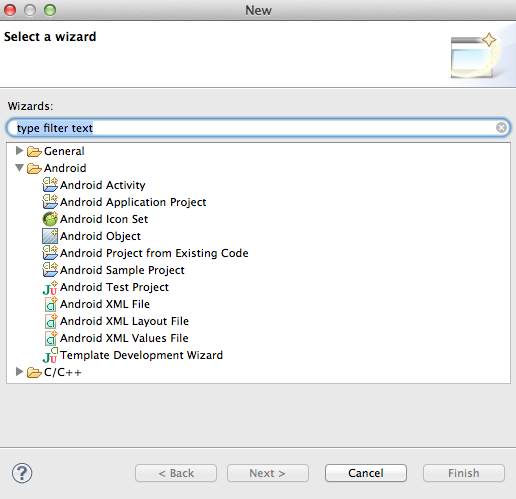 New
Select a wizard
Wizards:
type filter text
General
Android
Android Activity
Android Application Project
Android Icon Set
Android Object
Android Project from Existing Code
Android Sample Project
Android Test Project
Android XML File
Android XML Layout File
Android XML Values File
Template Development Wizard
C/C++
? < Back Next > Cancel Finish